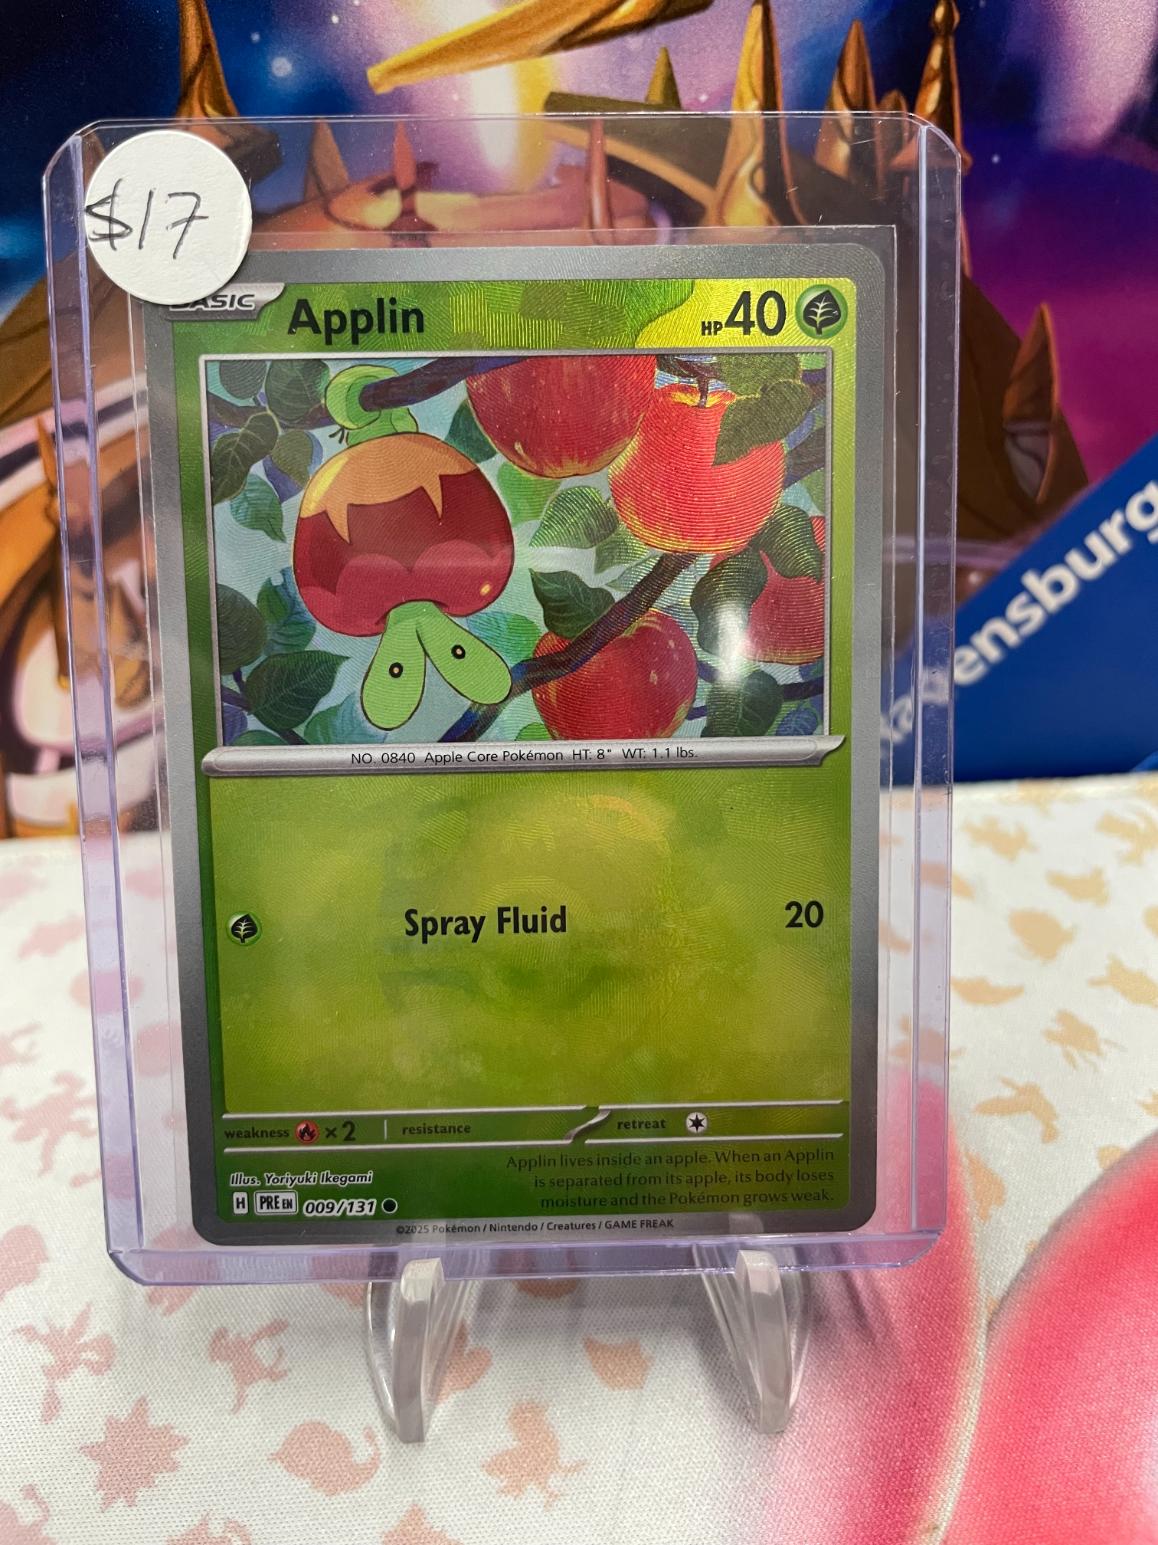 $17
BASIC
Applin
HP 40
NO. 0840 Apple Core Pokémon HT: 8" WT: 1.1 lbs.
Spray Fluid 20
weakness ×2 resistance retreat
Illus. Yoriyuki Ikegami
Applin lives inside an apple. When an Applin
is separated from its apple, its body loses
moisture and the Pokémon grows weak.
H PRE EN 009/131
©2025 Pokémon / Nintendo / Creatures / GAME FREAK
Ravensburg